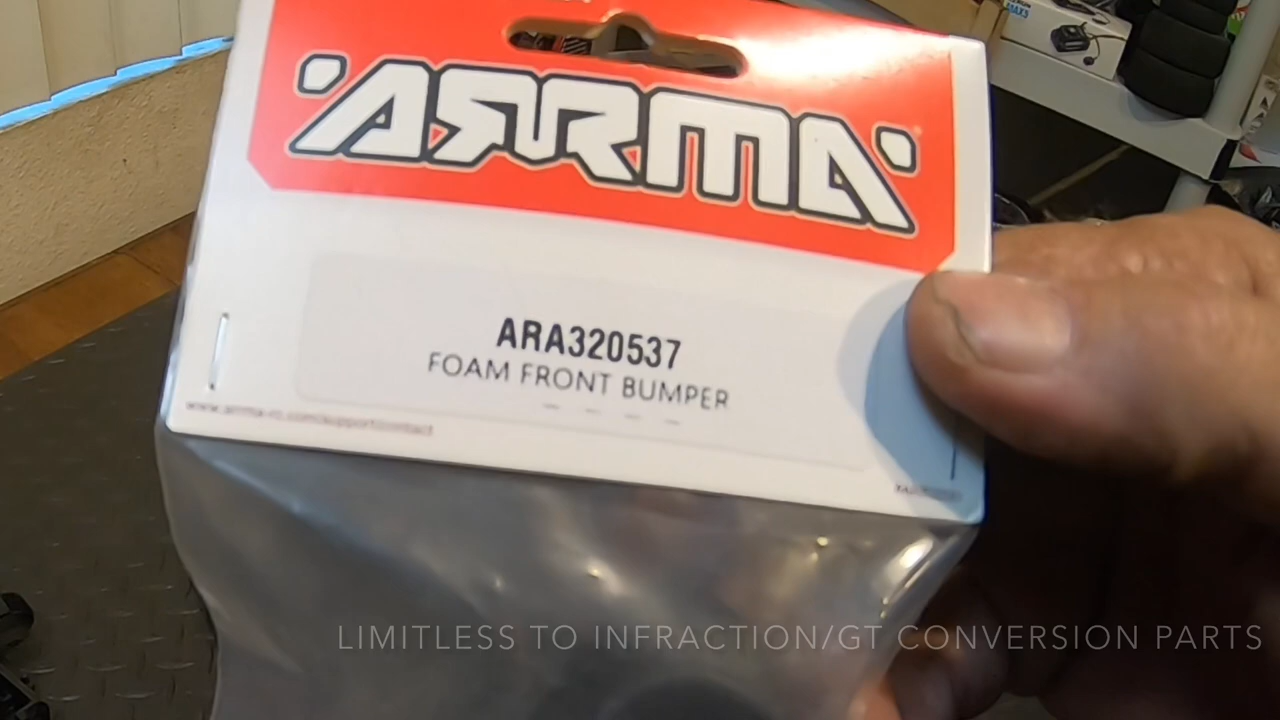 ARRMA
ARA320537
FOAM FRONT BUMPER
www.arrma-rc.com/support/contact
LIMITLESS TO INFRACTION/GT CONVERSION PARTS